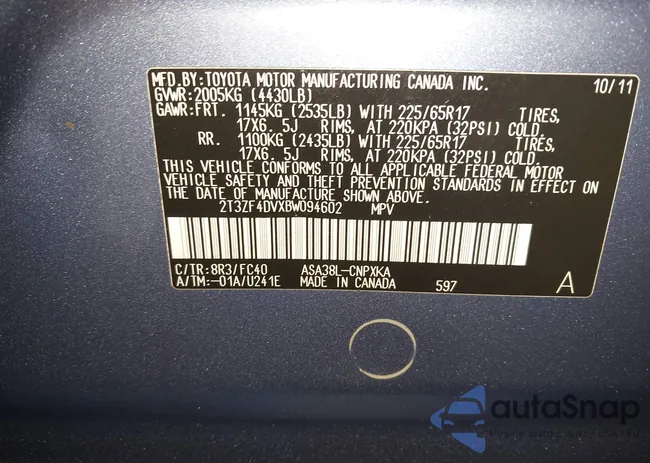 MFD.BY:TOYOTA MOTOR MANUFACTURING CANADA INC. 10/11
GVWR:2005KG (4430LB)
GAWR:FRT. 1145KG (2535LB) WITH 225/65R17 TIRES,
17X6. 5J RIMS, AT 220KPA (32PSI) COLD.
RR. 1100KG (2435LB) WITH 225/65R17 TIRES,
17X6. 5J RIMS, AT 220KPA (32PSI) COLD.
THIS VEHICLE CONFORMS TO ALL APPLICABLE FEDERAL MOTOR
VEHICLE SAFETY AND THEFT PREVENTION STANDARDS IN EFFECT ON
THE DATE OF MANUFACTURE SHOWN ABOVE.
2T3ZF4DVXBW094602 MPV
C/TR:8R3/FC40 ASA38L-CNPXKA
A/TM:-01A/U241E MADE IN CANADA 597 A
autoSnap